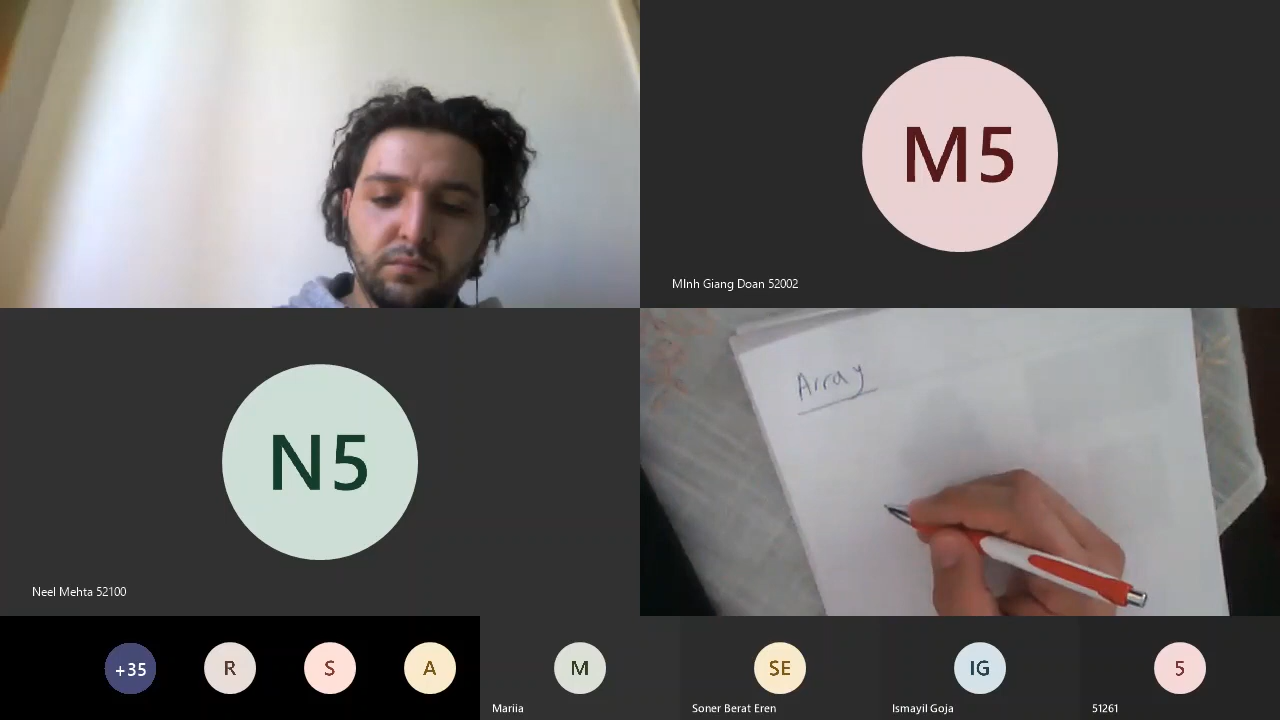 M5
MInh Giang Doan 52002
Array
N5
Neel Mehta 52100
+35
R
S
A
M
Mariia
SE
Soner Berat Eren
IG
Ismayil Goja
5
51261